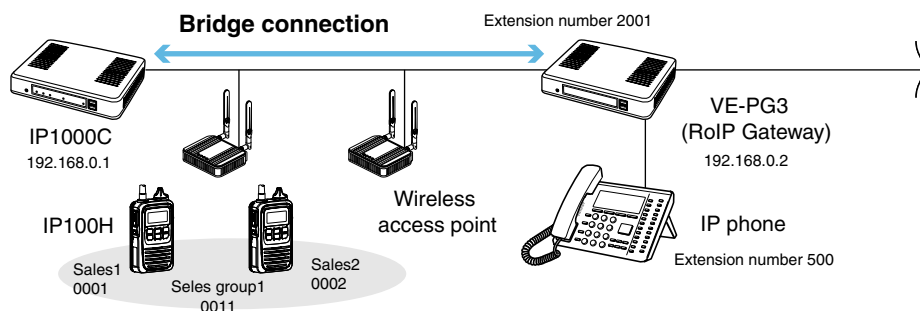 Bridge connection
Extension number 2001
IP1000C
192.168.0.1
VE-PG3
(RoIP Gateway)
192.168.0.2
Wireless
access point
IP100H
IP phone
Extension number 500
Sales1
0001
Seles group1
0011
Sales2
0002